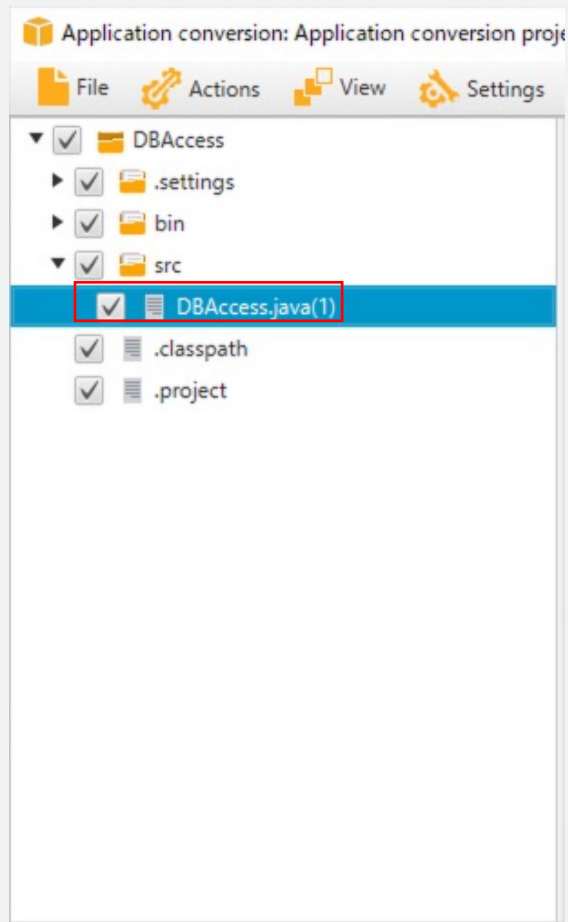 Application conversion: Application conversion proje
File Actions View Settings
DBAccess
.settings
bin
src
DBAccess.java(1)
.classpath
.project